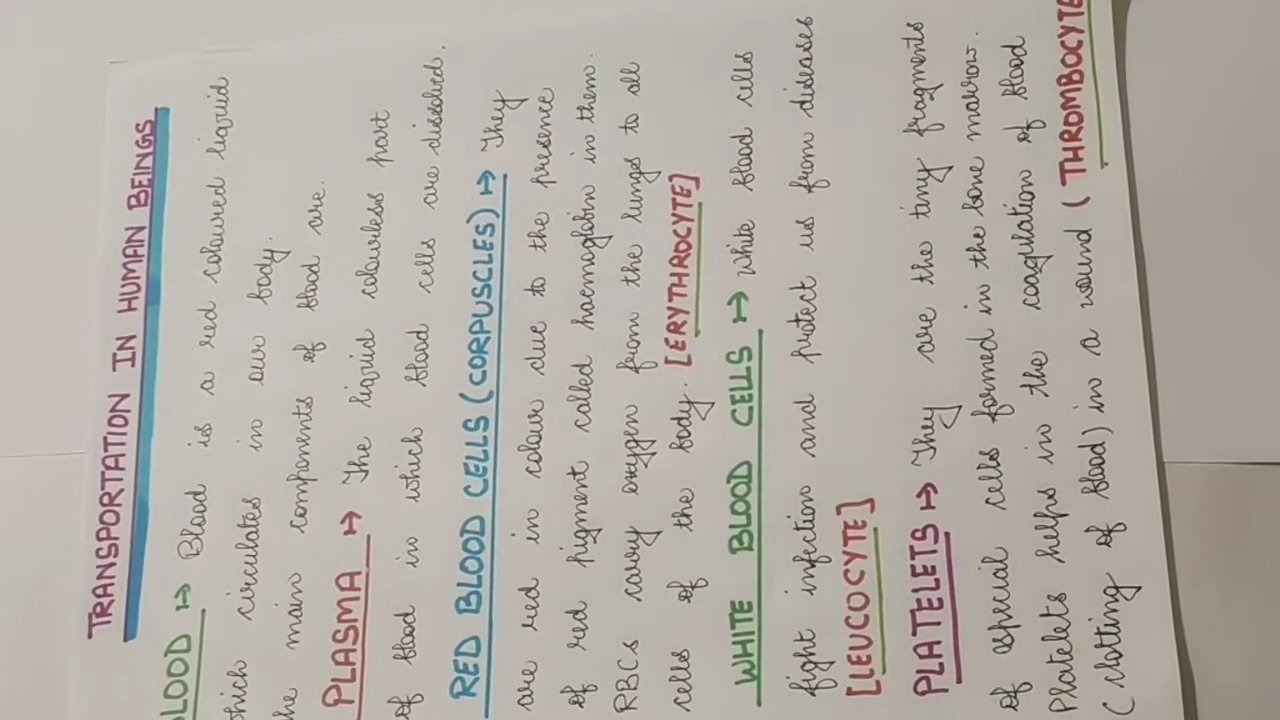 TRANSPORTATION IN HUMAN BEINGS
BLOOD ↦ Blood is a red coloured liquid
which circulates in our body.
The main components of blood are.
PLASMA ↦ The liquid colourless part
of blood in which blood cells are dissolved.
RED BLOOD CELLS (CORPUSCLES) ↦ They
are red in colour due to the presence
of red pigment called haemoglobin in them.
RBCs carry oxygen from the lungs to all
cells of the body. [ERYTHROCYTE]
WHITE BLOOD CELLS ↦ White blood cells
fight infection and protect us from diseases
[LEUCOCYTE]
PLATELETS ↦ They are the tiny fragments
of special cells formed in the bone marrow.
Platelets helps in the coaglulation of blood
(clotting of blood) in a wound (THROMBOCYTE